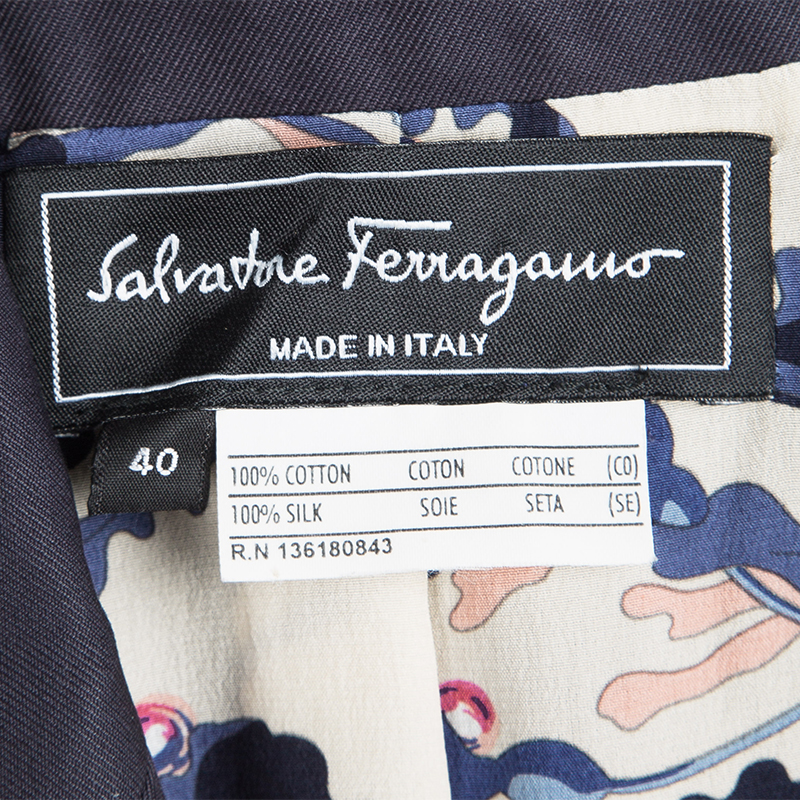 Salvatore Ferragamo
MADE IN ITALY
40
100% COTTON COTON COTONE (CO)
100% SILK SOIE SETA (SE)
R.N 136180843